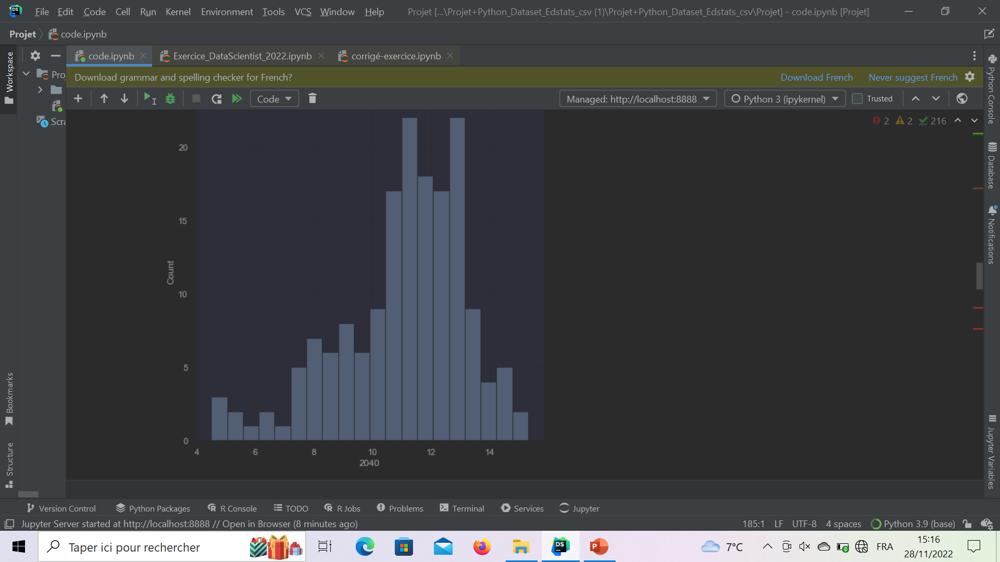 File Edit Code Cell Run Kernel Environment Tools VCS Window Help Projet [...\Projet+Python_Dataset_Edstats_csv (1)\Projet+Python_Dataset_Edstats_csv\Projet] - code.ipynb [Projet]
Projet code.ipynb
code.ipynb Exercice_DataScientist_2022.ipynb corrigé-exercice.ipynb
Download grammar and spelling checker for French? Download French Never suggest French
Code Managed: http://localhost:8888 Python 3 (ipykernel) Trusted
2 2 216
Workspace
Scra
Bookmarks
Structure
20
15
10
5
0
Count
4 6 8 10 12 14
2040
Python Console
Database
Notifications
Jupyter Variables
Version Control Python Packages R Console TODO R Jobs Problems Terminal Services Jupyter
Jupyter Server started at http://localhost:8888 // Open in Browser (8 minutes ago) 185:1 LF UTF-8 4 spaces Python 3.9 (base)
DS
Taper ici pour rechercher 7°C FRA 15:16
28/11/2022